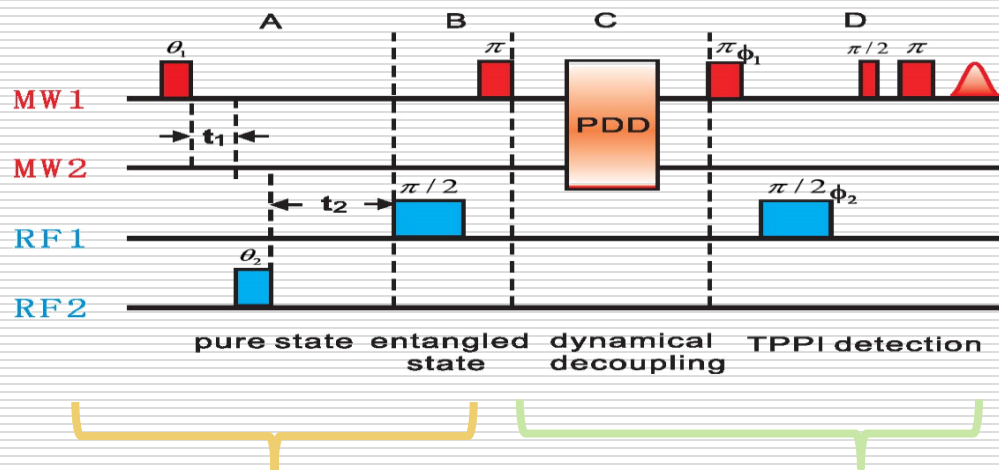 A B C D
θ₁ π π ϕ₁ π/2 π
MW1
t₁ PDD
MW2
t₂ π/2 π/2 ϕ₂
RF1
θ₂
RF2
pure state entangled dynamical TPPI detection
state decoupling